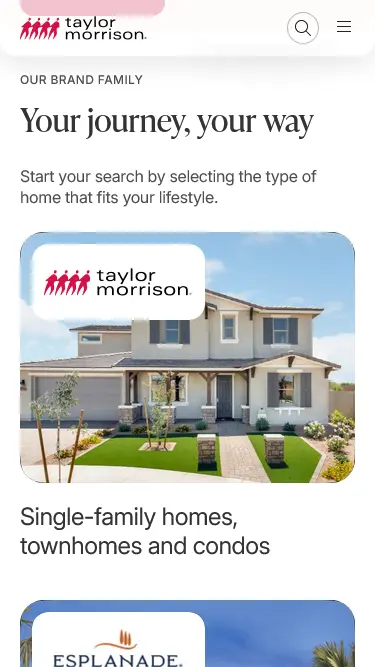 taylor
morrison.
OUR BRAND FAMILY
Your journey, your way
Start your search by selecting the type of
home that fits your lifestyle.
taylor
morrison.
Single-family homes,
townhomes and condos
ESPLANADE.